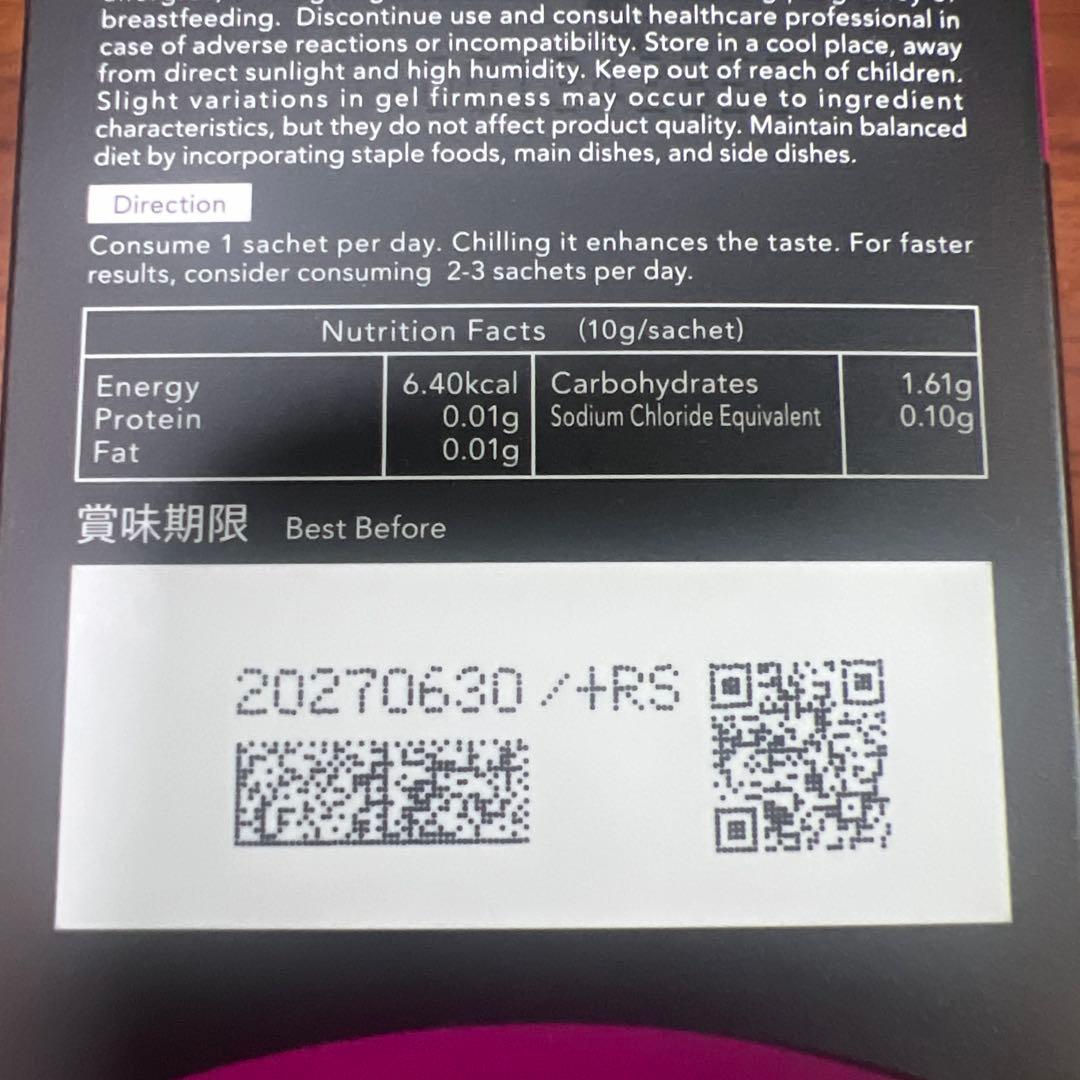 breastfeeding. Discontinue use and consult healthcare professional in
case of adverse reactions or incompatibility. Store in a cool place, away
from direct sunlight and high humidity. Keep out of reach of children.
Slight variations in gel firmness may occur due to ingredient
characteristics, but they do not affect product quality. Maintain balanced
diet by incorporating staple foods, main dishes, and side dishes.
Direction
Consume 1 sachet per day. Chilling it enhances the taste. For faster
results, consider consuming 2-3 sachets per day.
Nutrition Facts (10g/sachet)
Energy 6.40kcal Carbohydrates 1.61g
Protein 0.01g Sodium Chloride Equivalent 0.10g
Fat 0.01g
賞味期限 Best Before
20270630 /+RS